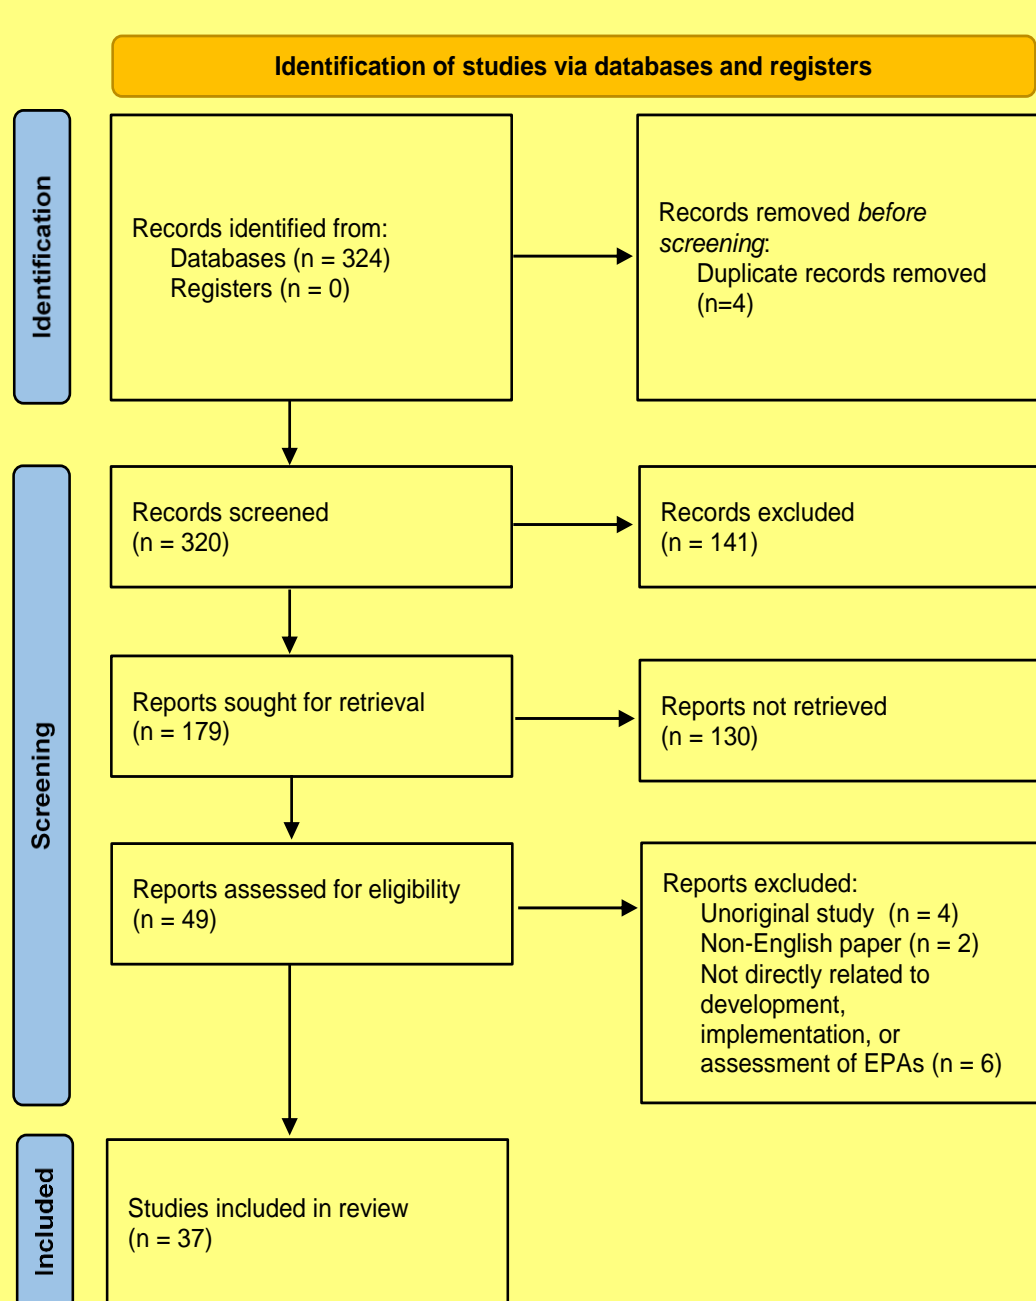 Identification of studies via databases and registers
Identification
Records identified from:
Databases (n = 324)
Registers (n = 0)
Records removed before
screening:
Duplicate records removed
(n=4)
Screening
Records screened
(n = 320)
Records excluded
(n = 141)
Reports sought for retrieval
(n = 179)
Reports not retrieved
(n = 130)
Reports assessed for eligibility
(n = 49)
Reports excluded:
Unoriginal study (n = 4)
Non-English paper (n = 2)
Not directly related to
development,
implementation, or
assessment of EPAs (n = 6)
Included
Studies included in review
(n = 37)